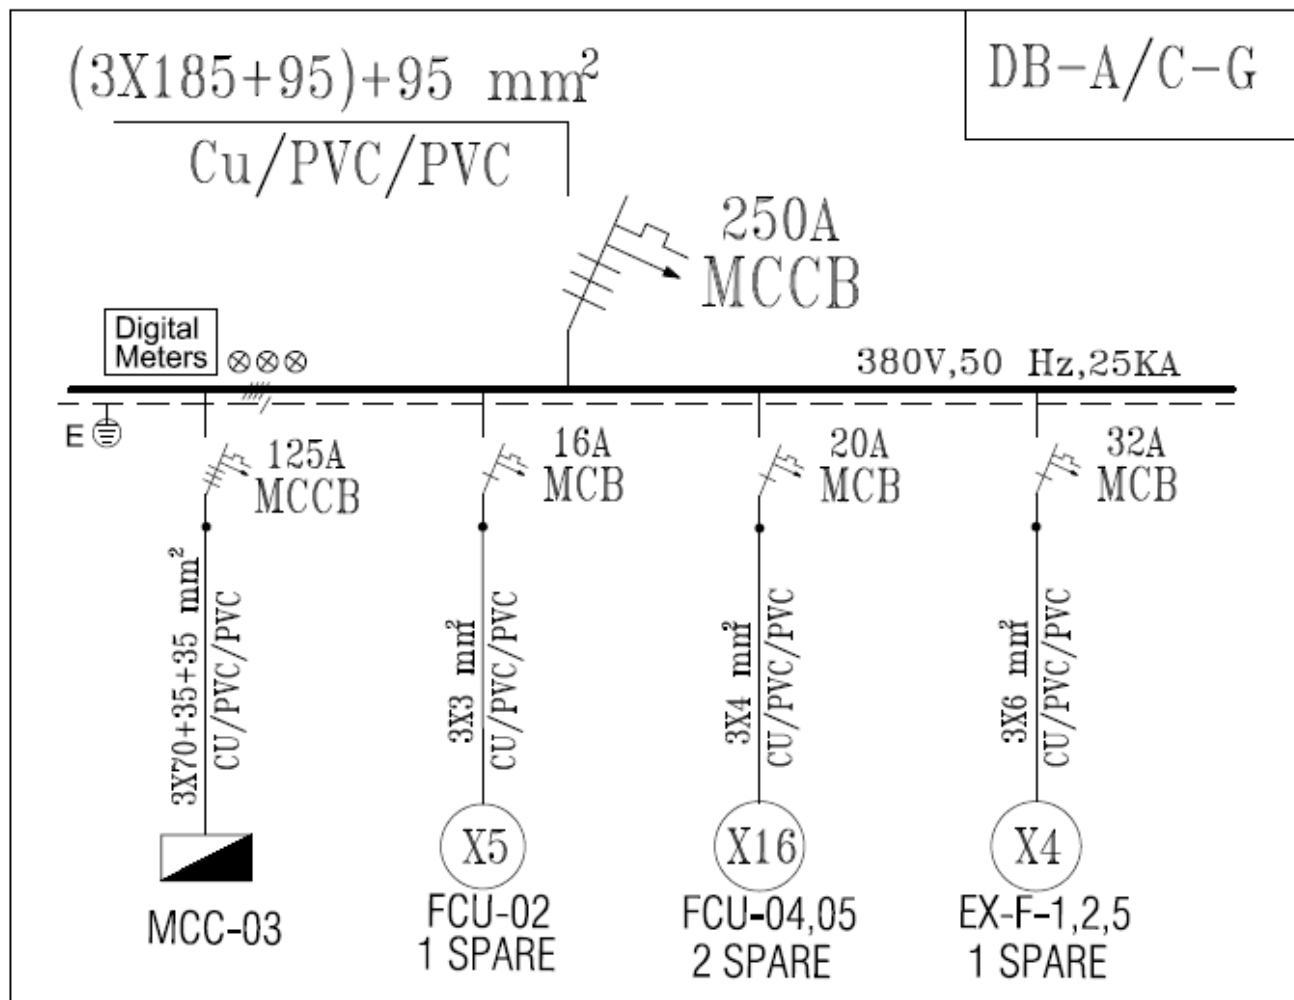 (3X185+95)+95 mm²
Cu/PVC/PVC
DB-A/C-G
250A
MCCB
Digital
Meters
380V,50 Hz,25KA
E
125A
MCCB
16A
MCB
20A
MCB
32A
MCB
3X70+35+35 mm²
CU/PVC/PVC
3X3 mm²
CU/PVC/PVC
3X4 mm²
CU/PVC/PVC
3X6 mm²
CU/PVC/PVC
X5
X16
X4
MCC-03
FCU-02
1 SPARE
FCU-04,05
2 SPARE
EX-F-1,2,5
1 SPARE